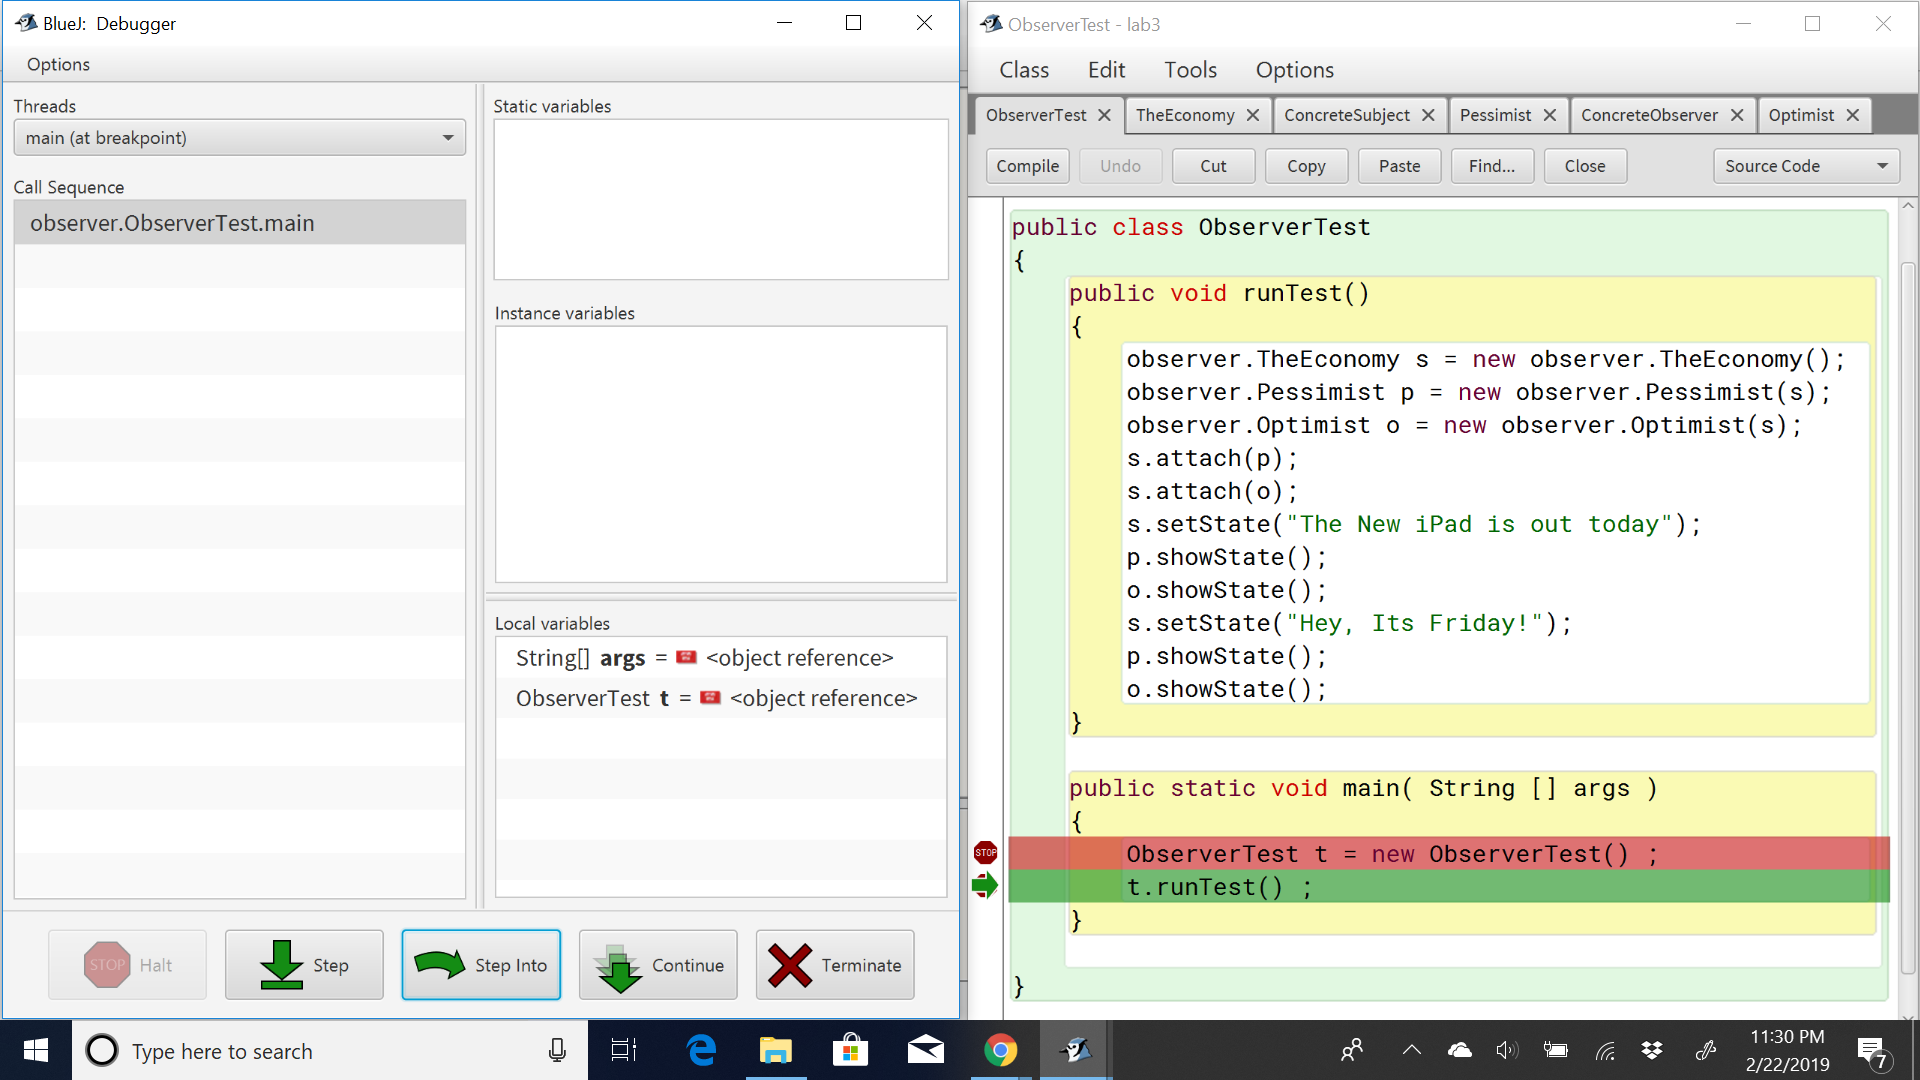 BlueJ: Debugger
Options
Threads
main (at breakpoint)
Call Sequence
observer.ObserverTest.main
Static variables
Instance variables
Local variables
String[] args = <object reference>
ObserverTest t = <object reference>
STOP Halt
Step
Step Into
Continue
Terminate
ObserverTest - lab3
Class Edit Tools Options
ObserverTest TheEconomy ConcreteSubject Pessimist ConcreteObserver Optimist
Compile Undo Cut Copy Paste Find... Close Source Code
public class ObserverTest
{
public void runTest()
{
observer.TheEconomy s = new observer.TheEconomy();
observer.Pessimist p = new observer.Pessimist(s);
observer.Optimist o = new observer.Optimist(s);
s.attach(p);
s.attach(o);
s.setState("The New iPad is out today");
p.showState();
o.showState();
s.setState("Hey, Its Friday!");
p.showState();
o.showState();
}
public static void main( String [] args )
{
STOP ObserverTest t = new ObserverTest() ;
t.runTest() ;
}
}
Type here to search
11:30 PM
2/22/2019
7